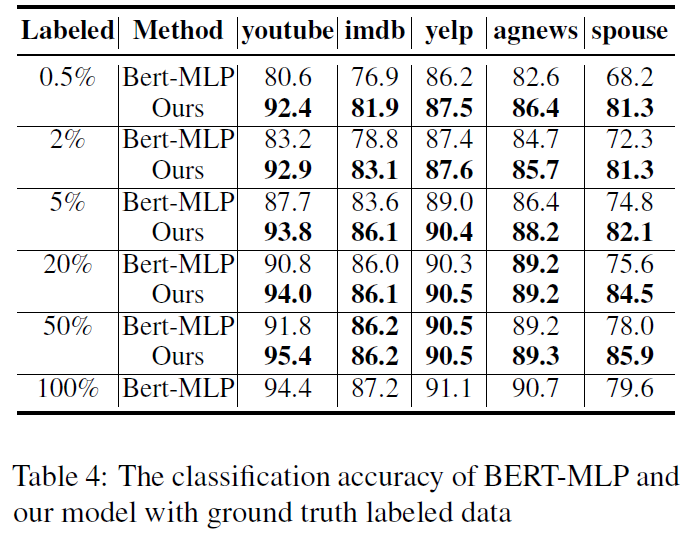 Labeled Method youtube imdb yelp agnews spouse
0.5% Bert-MLP 80.6 76.9 86.2 82.6 68.2
Ours 92.4 81.9 87.5 86.4 81.3
2% Bert-MLP 83.2 78.8 87.4 84.7 72.3
Ours 92.9 83.1 87.6 85.7 81.3
5% Bert-MLP 87.7 83.6 89.0 86.4 74.8
Ours 93.8 86.1 90.4 88.2 82.1
20% Bert-MLP 90.8 86.0 90.3 89.2 75.6
Ours 94.0 86.1 90.5 89.2 84.5
50% Bert-MLP 91.8 86.2 90.5 89.2 78.0
Ours 95.4 86.2 90.5 89.3 85.9
100% Bert-MLP 94.4 87.2 91.1 90.7 79.6
Table 4: The classification accuracy of BERT-MLP and
our model with ground truth labeled data